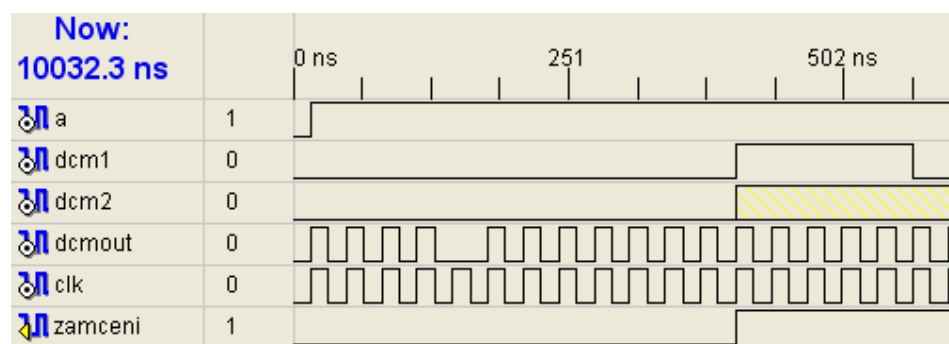 Now:
10032.3 ns
0 ns 251 502 ns
a 1
dcm1 0
dcm2 0
dcmout 0
clk 0
zamceni 1